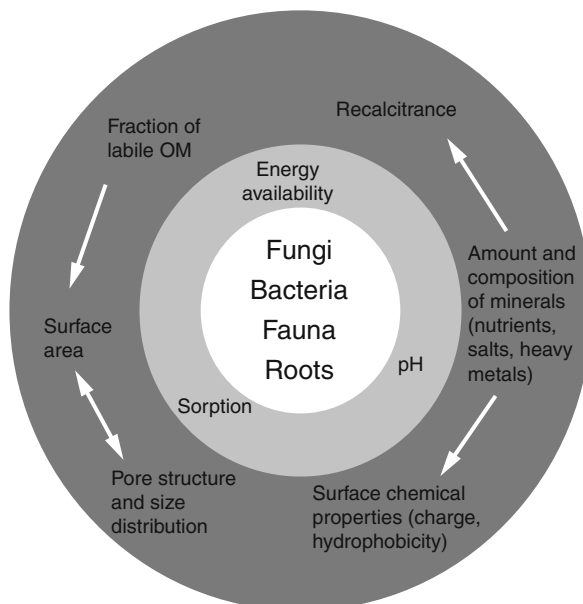 Recalcitrance
Fraction of
labile OM
Energy
availability
Fungi
Bacteria
Fauna
Roots
Amount and
composition
of minerals
(nutrients,
salts, heavy
metals)
Surface
area
pH
Sorption
Pore structure
and size
distribution
Surface chemical
properties (charge,
hydrophobicity)